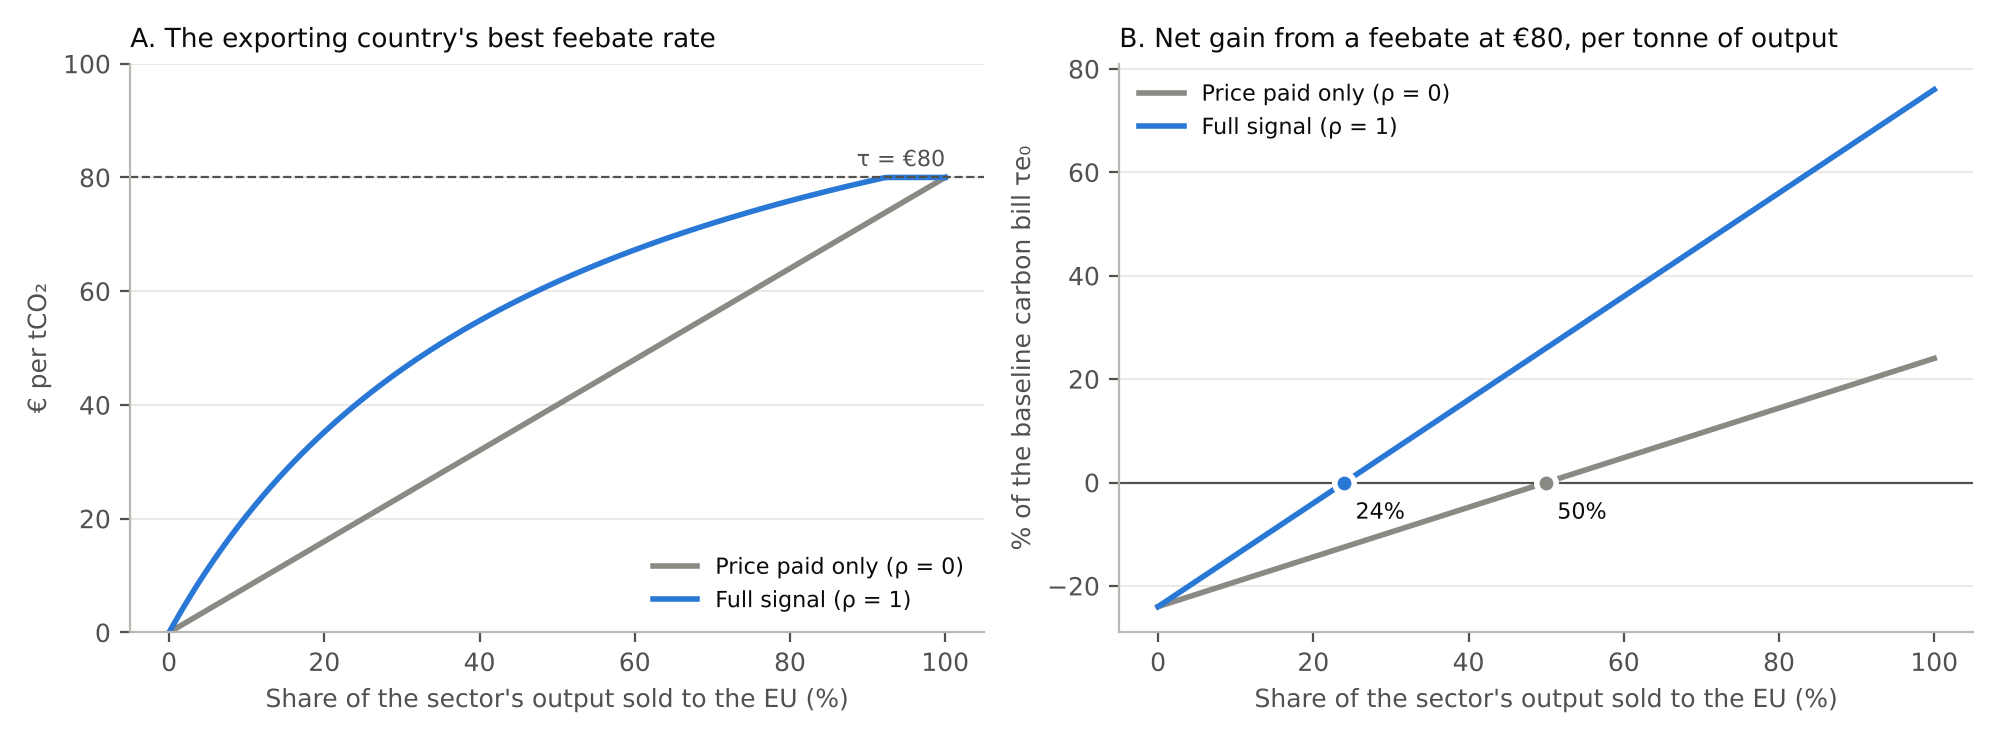 A. The exporting country's best feebate rate
100
80
60
40
20
0
€ per tCO₂
τ = €80
Price paid only (ρ = 0)
Full signal (ρ = 1)
0 20 40 60 80 100
Share of the sector's output sold to the EU (%)
B. Net gain from a feebate at €80, per tonne of output
80
60
40
20
0
−20
% of the baseline carbon bill τe₀
Price paid only (ρ = 0)
Full signal (ρ = 1)
24%
50%
0 20 40 60 80 100
Share of the sector's output sold to the EU (%)